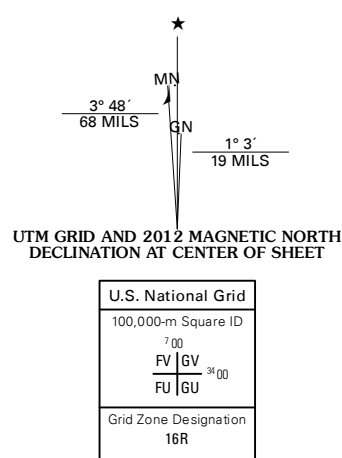 ★
MN
3° 48´
68 MILS
GN
1° 3´
19 MILS
UTM GRID AND 2012 MAGNETIC NORTH
DECLINATION AT CENTER OF SHEET
U.S. National Grid
100,000-m Square ID
⁷00
FV GV
³⁴00
FU GU
Grid Zone Designation
16R